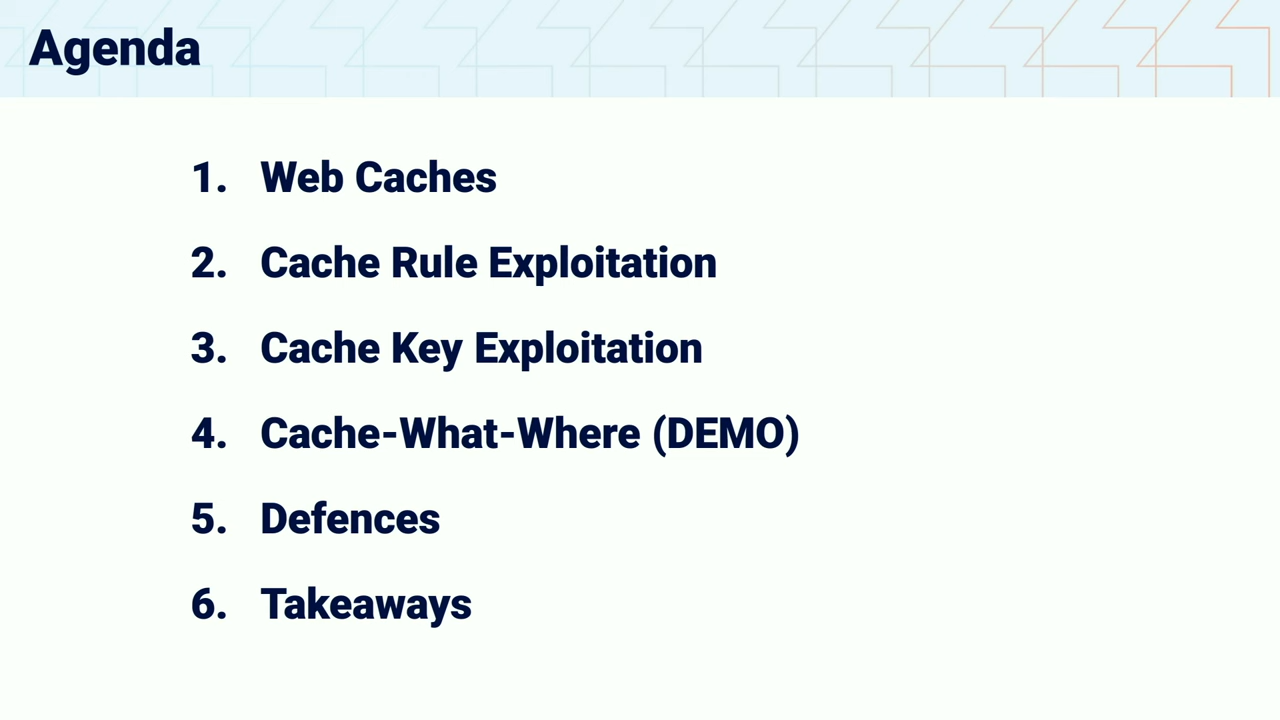 Agenda
1. Web Caches
2. Cache Rule Exploitation
3. Cache Key Exploitation
4. Cache-What-Where (DEMO)
5. Defences
6. Takeaways